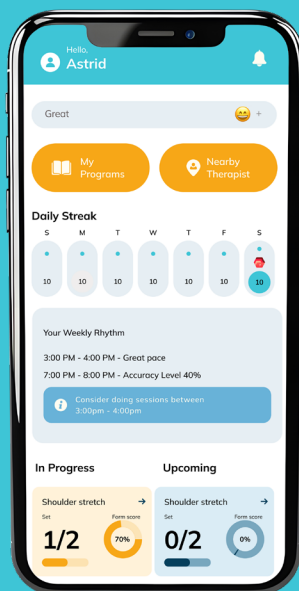 Hello,
Astrid
Great
My
Programs
Nearby
Therapist
Daily Streak
S M T W T F S
10 10 10 10 10 10 10
Your Weekly Rhythm
3:00 PM - 4:00 PM - Great pace
7:00 PM - 8:00 PM - Accuracy Level 40%
Consider doing sessions between
3:00pm - 4:00pm
In Progress
Upcoming
Shoulder stretch
Set
Form score
1/2
70%
Shoulder stretch
Set
Form score
0/2
0%